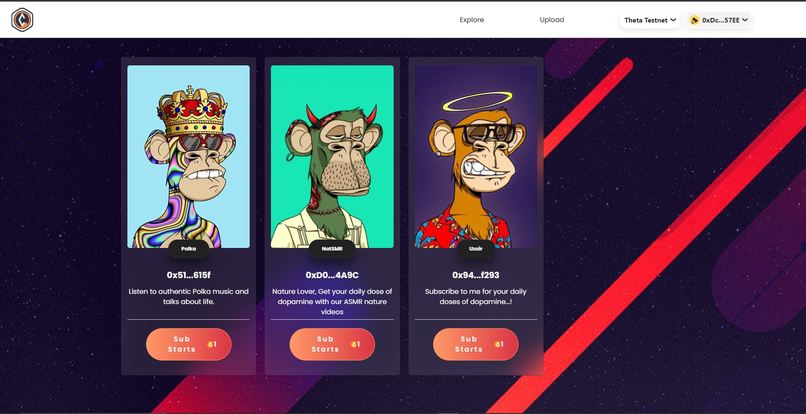 Explore
Upload
Theta Testnet
0xDc...57EE
Polka
0x51...615f
Listen to authentic Polka music and
talks about life.
Sub
Starts
1
NotSMR
0xD0...4A9C
Nature Lover, Get your daily dose of
dopamine with our ASMR nature
videos
Sub
Starts
1
Uzair
0x94...f293
Subscribe to me for your daily
doses of dopamine...!
Sub
Starts
1